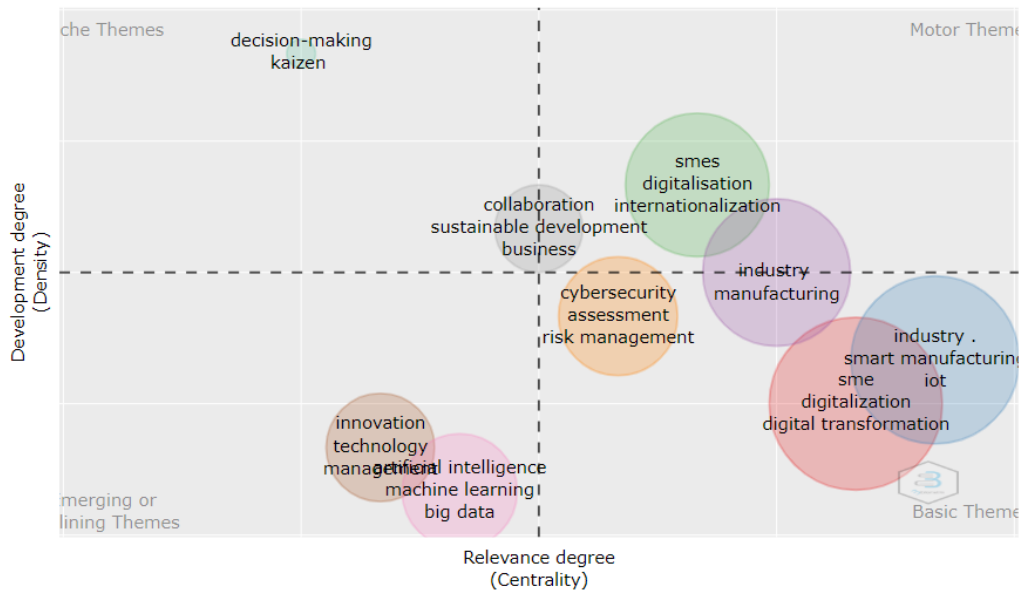 che Themes
Motor Theme
decision-making
kaizen
smes
digitalisation
internationalization
collaboration
sustainable development
business
industry
manufacturing
cybersecurity
assessment
risk management
industry .
smart manufacturing
iot
sme
digitalization
digital transformation
innovation
technology
management
artificial intelligence
machine learning
big data
merging or
lining Themes
Basic Theme
Development degree
(Density)
Relevance degree
(Centrality)